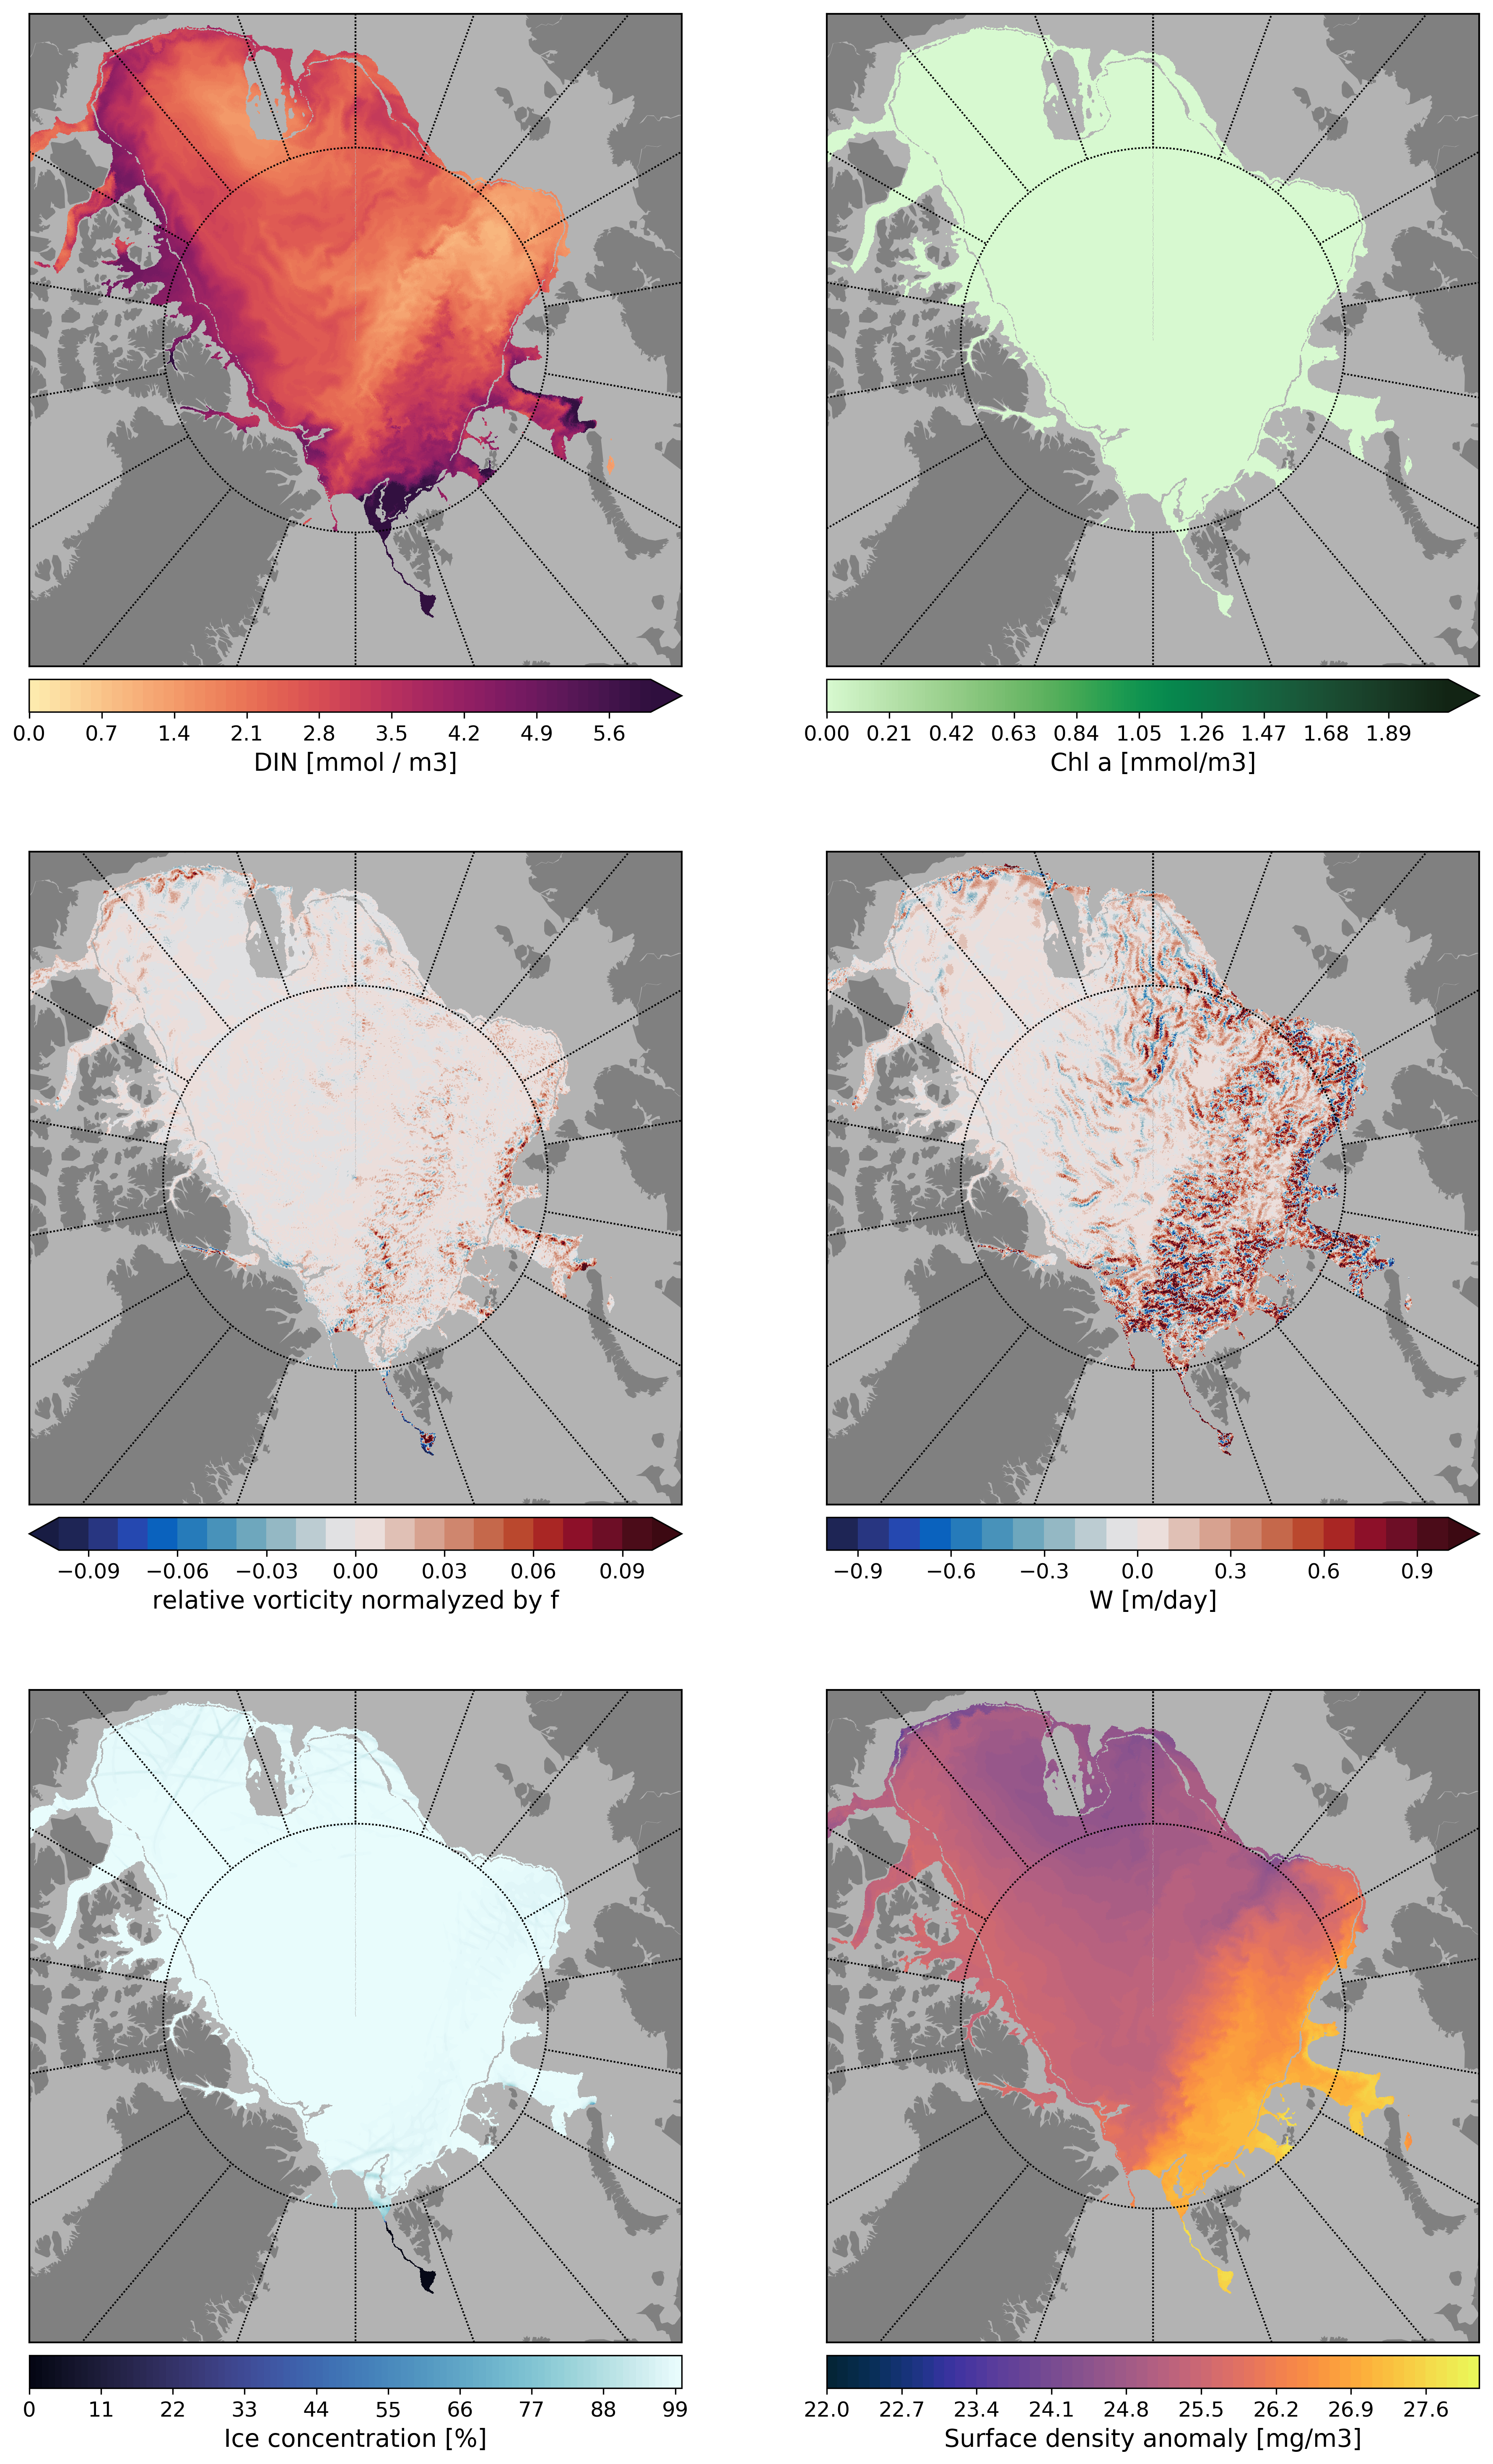 0.0 0.7 1.4 2.1 2.8 3.5 4.2 4.9 5.6
DIN [mmol / m3]
0.00 0.21 0.42 0.63 0.84 1.05 1.26 1.47 1.68 1.89
Chl a [mmol/m3]
−0.09 −0.06 −0.03 0.00 0.03 0.06 0.09
relative vorticity normalyzed by f
−0.9 −0.6 −0.3 0.0 0.3 0.6 0.9
W [m/day]
0 11 22 33 44 55 66 77 88 99
Ice concentration [%]
22.0 22.7 23.4 24.1 24.8 25.5 26.2 26.9 27.6
Surface density anomaly [mg/m3]